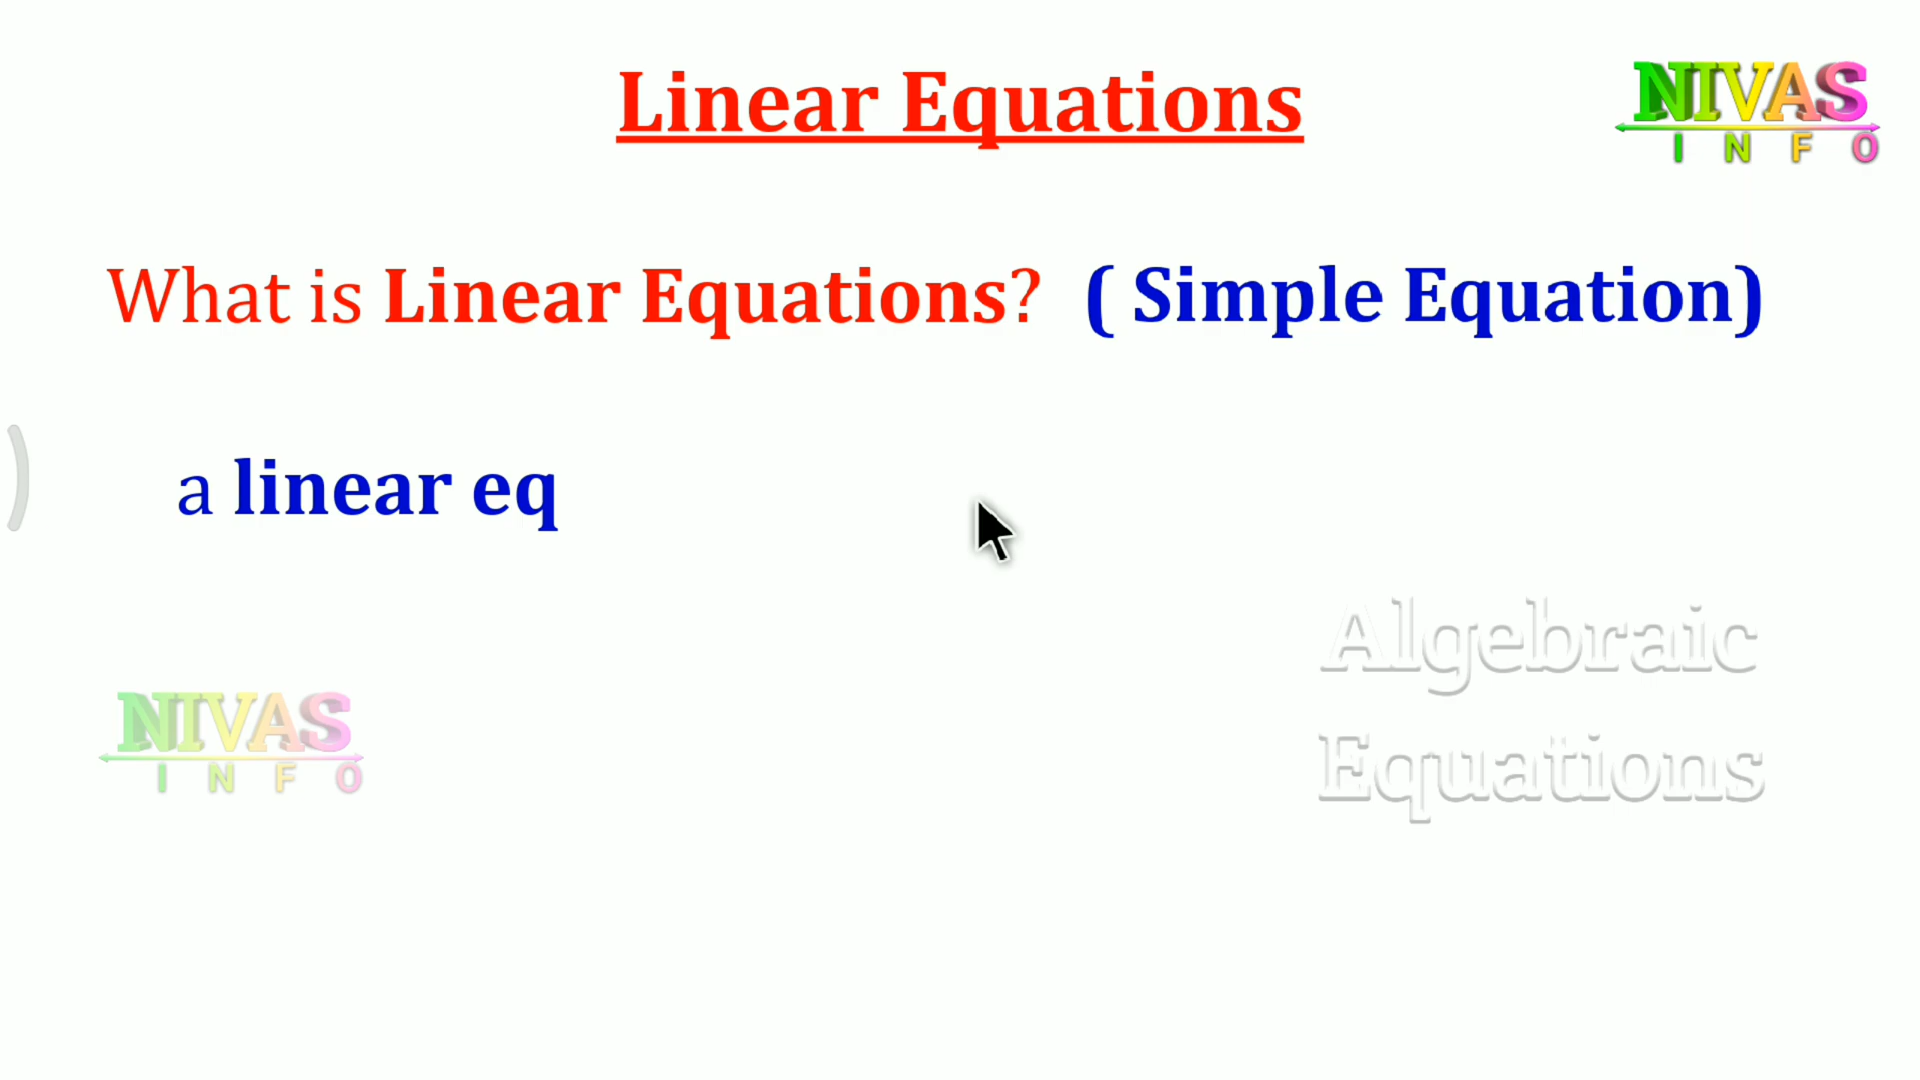 Linear Equations
NIVAS
INFO
What is Linear Equations? ( Simple Equation)
a linear eq
Algebraic
Equations
NIVAS
INFO